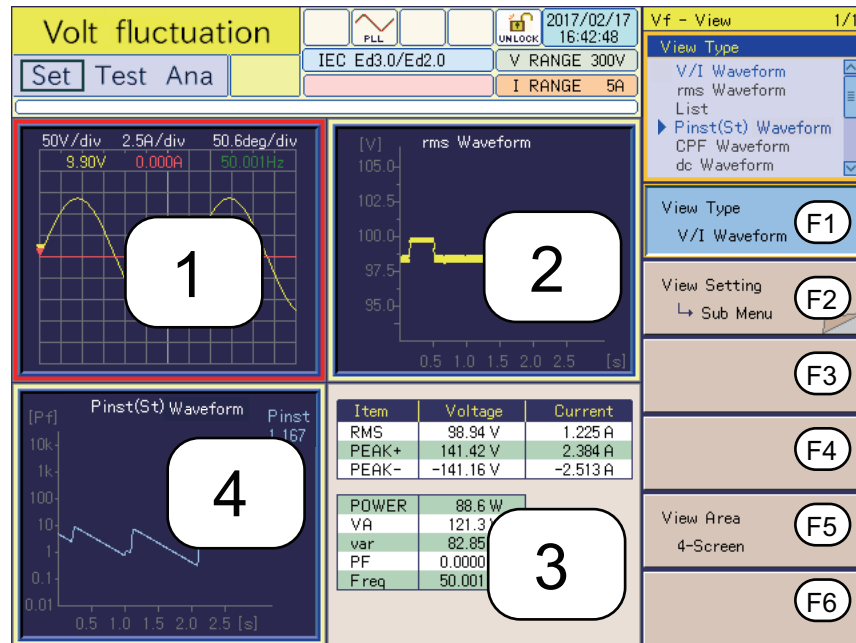 Volt fluctuation
Set Test Ana
PLL
UNLOCK
2017/02/17
16:42:48
IEC Ed3.0/Ed2.0
V RANGE 300V
I RANGE 5A
Vf - View 1/1
View Type
V/I Waveform
rms Waveform
List
Pinst(St) Waveform
CPF Waveform
dc Waveform
View Type
V/I Waveform
F1
View Setting
↳ Sub Menu
F2
F3
F4
View Area
4-Screen
F5
F6
50V/div 2.5A/div 50.6deg/div
9.90V 0.000A 50.001Hz
1
[V] rms Waveform
105.0
102.5
100.0
97.5
95.0
0.5 1.0 1.5 2.0 2.5 [s]
2
[Pf] Pinst(St) Waveform
Pinst
1.167
10k
1k
100
10
1
0.1
0.01
0.5 1.0 1.5 2.0 2.5 [s]
4
Item Voltage Current
RMS 98.94 V 1.225 A
PEAK+ 141.42 V 2.384 A
PEAK- -141.16 V -2.513 A
POWER 88.6 W
VA 121.3
var 82.85
PF 0.0000
Freq 50.001
3